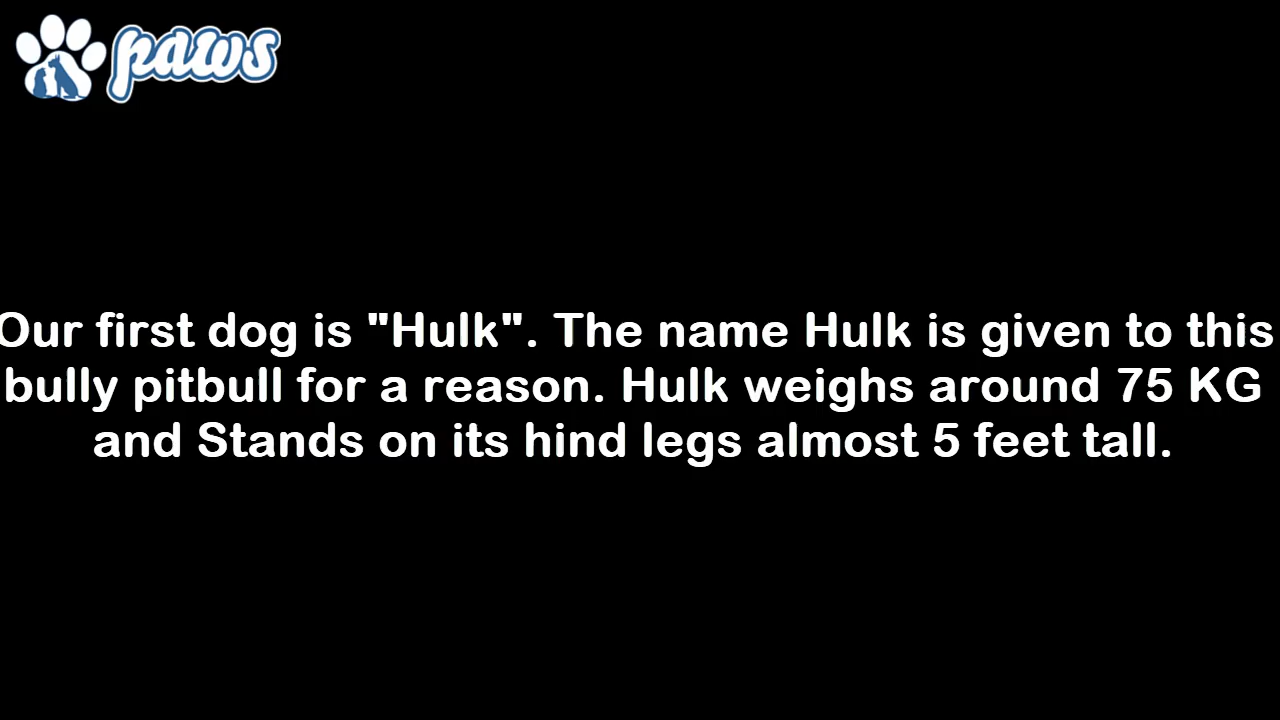 paws
Our first dog is "Hulk". The name Hulk is given to this
bully pitbull for a reason. Hulk weighs around 75 KG
and Stands on its hind legs almost 5 feet tall.